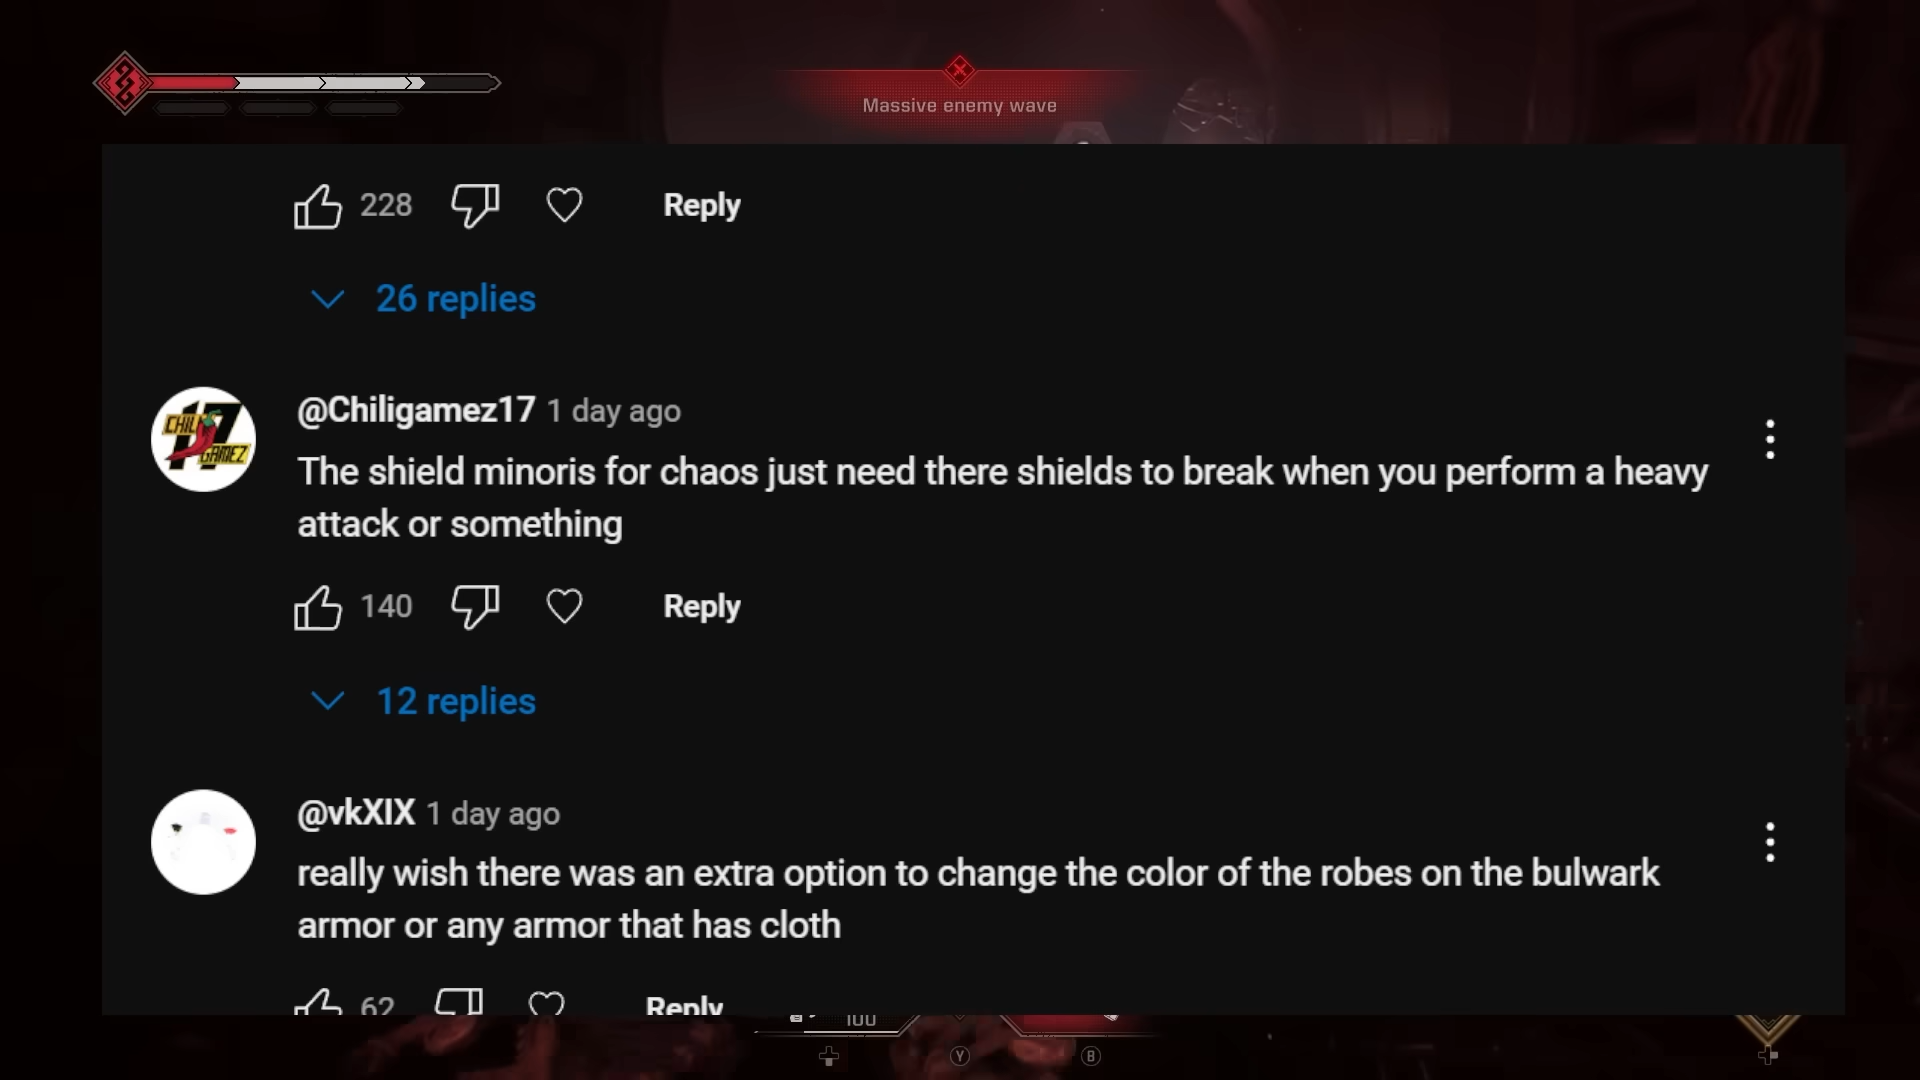 Massive enemy wave
228
Reply
26 replies
CHILI 17 GAMEZ
@Chiligamez17 1 day ago
The shield minoris for chaos just need there shields to break when you perform a heavy
attack or something
140
Reply
12 replies
@vkXIX 1 day ago
really wish there was an extra option to change the color of the robes on the bulwark
armor or any armor that has cloth
62
Reply
100
Y
B